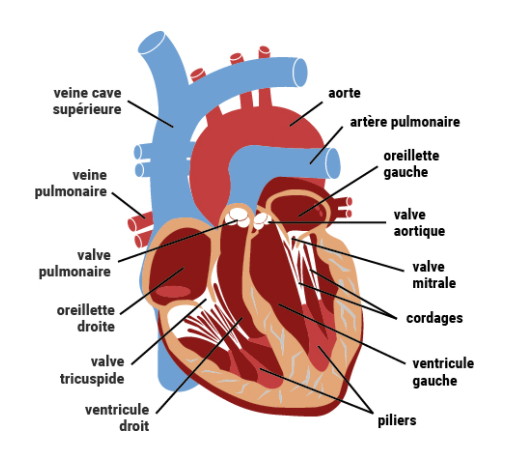 veine cave
supérieure
veine
pulmonaire
valve
pulmonaire
oreillette
droite
valve
tricuspide
ventricule
droit
aorte
artère pulmonaire
oreillette
gauche
valve
aortique
valve
mitrale
cordages
ventricule
gauche
piliers